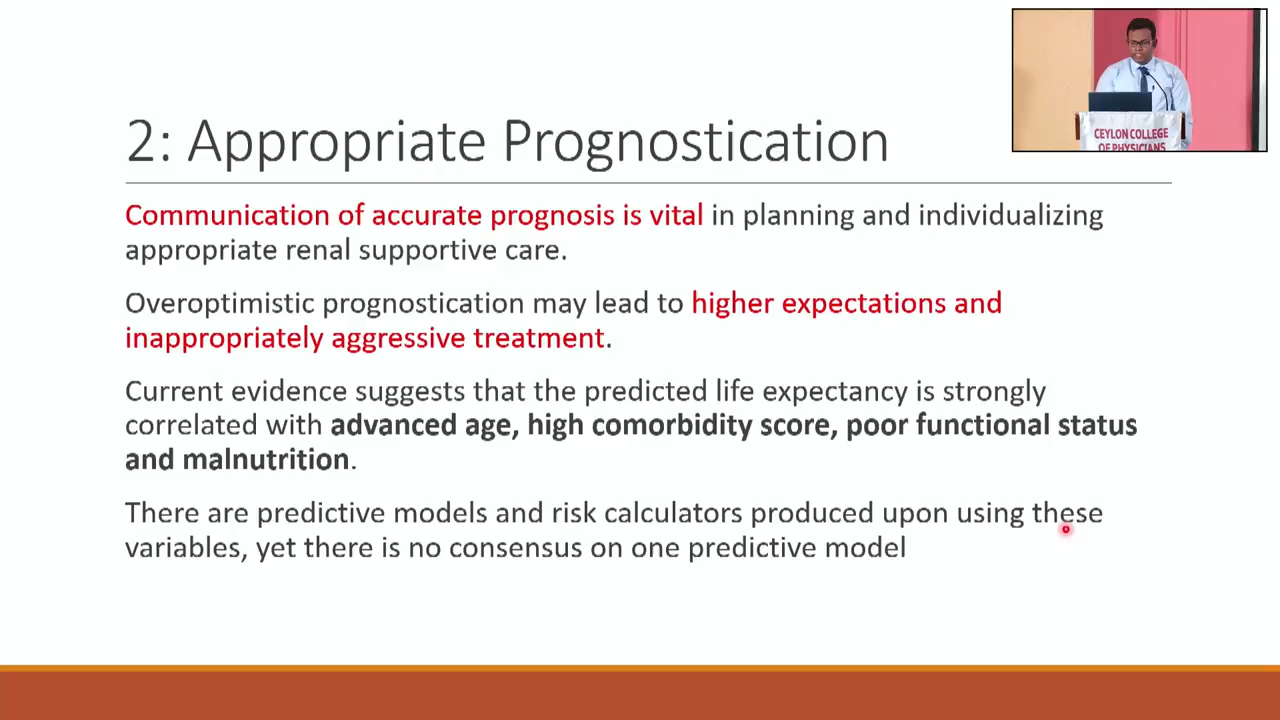 2: Appropriate Prognostication
CEYLON COLLEGE
OF PHYSICIANS
Communication of accurate prognosis is vital in planning and individualizing
appropriate renal supportive care.
Overoptimistic prognostication may lead to higher expectations and
inappropriately aggressive treatment.
Current evidence suggests that the predicted life expectancy is strongly
correlated with advanced age, high comorbidity score, poor functional status
and malnutrition.
There are predictive models and risk calculators produced upon using these
variables, yet there is no consensus on one predictive model